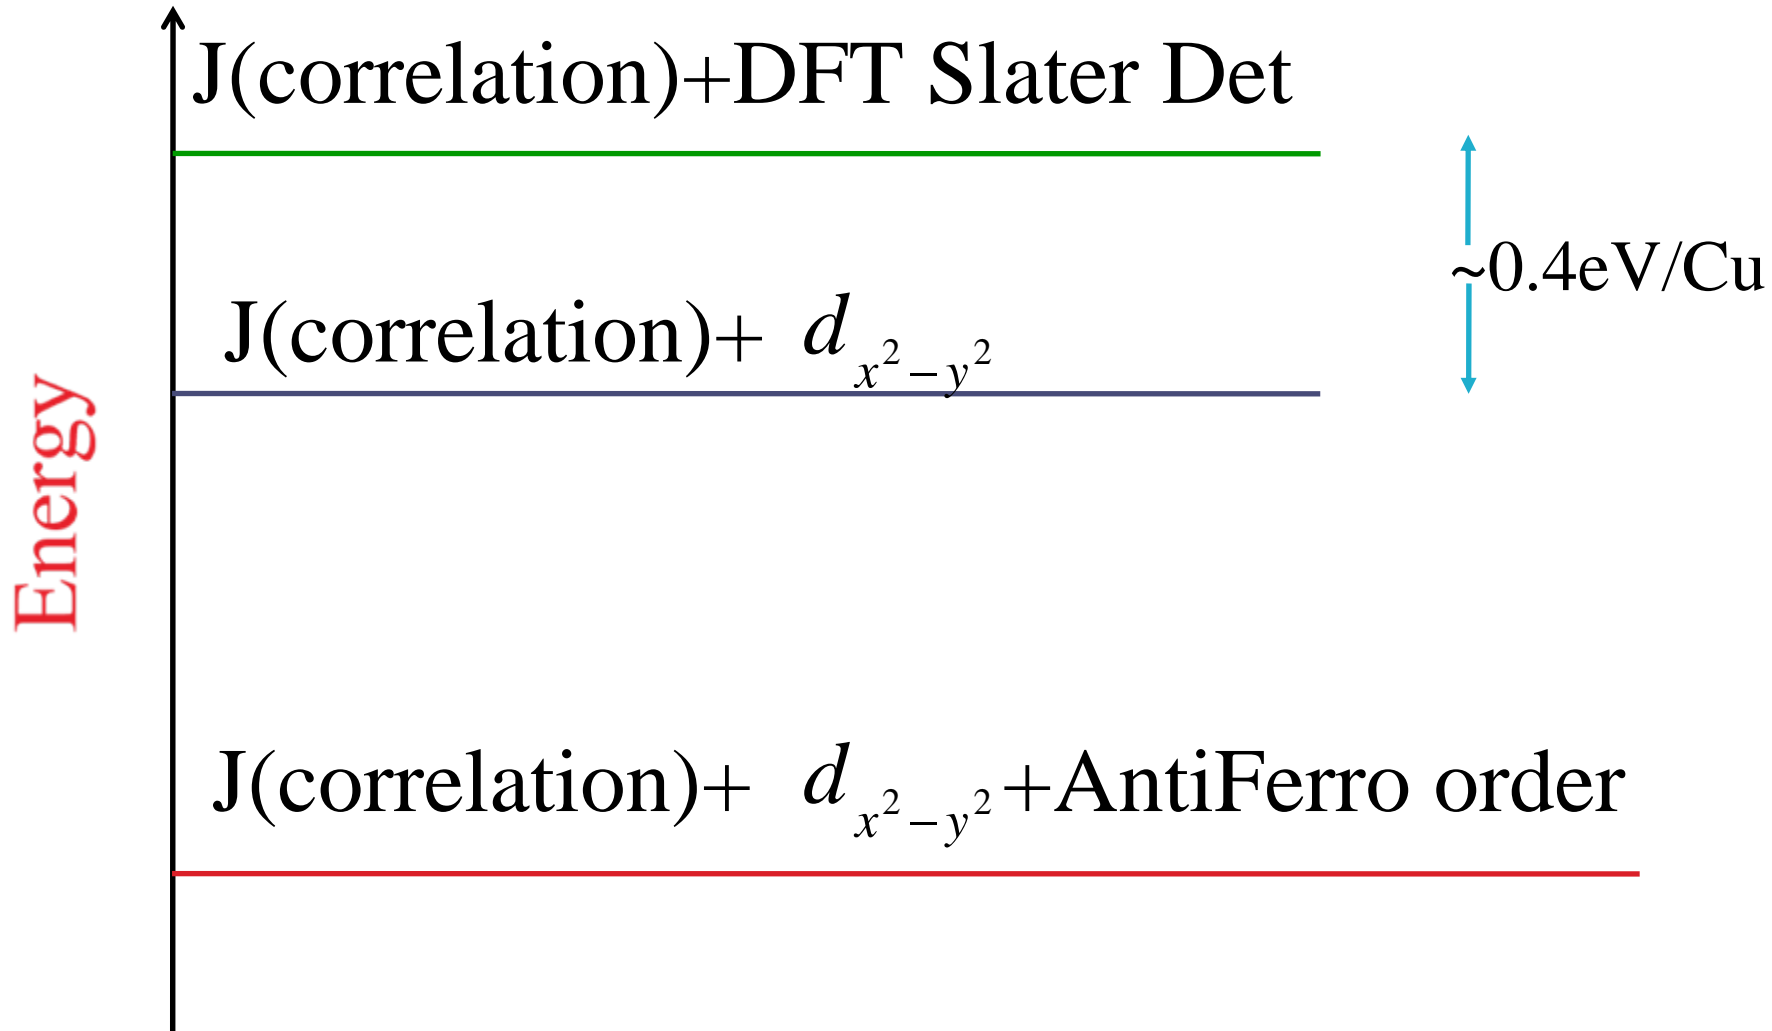 J(correlation)+DFT Slater Det
~0.4eV/Cu
J(correlation)+ d_{x^2-y^2}
Energy
J(correlation)+ d_{x^2-y^2}+AntiFerro order